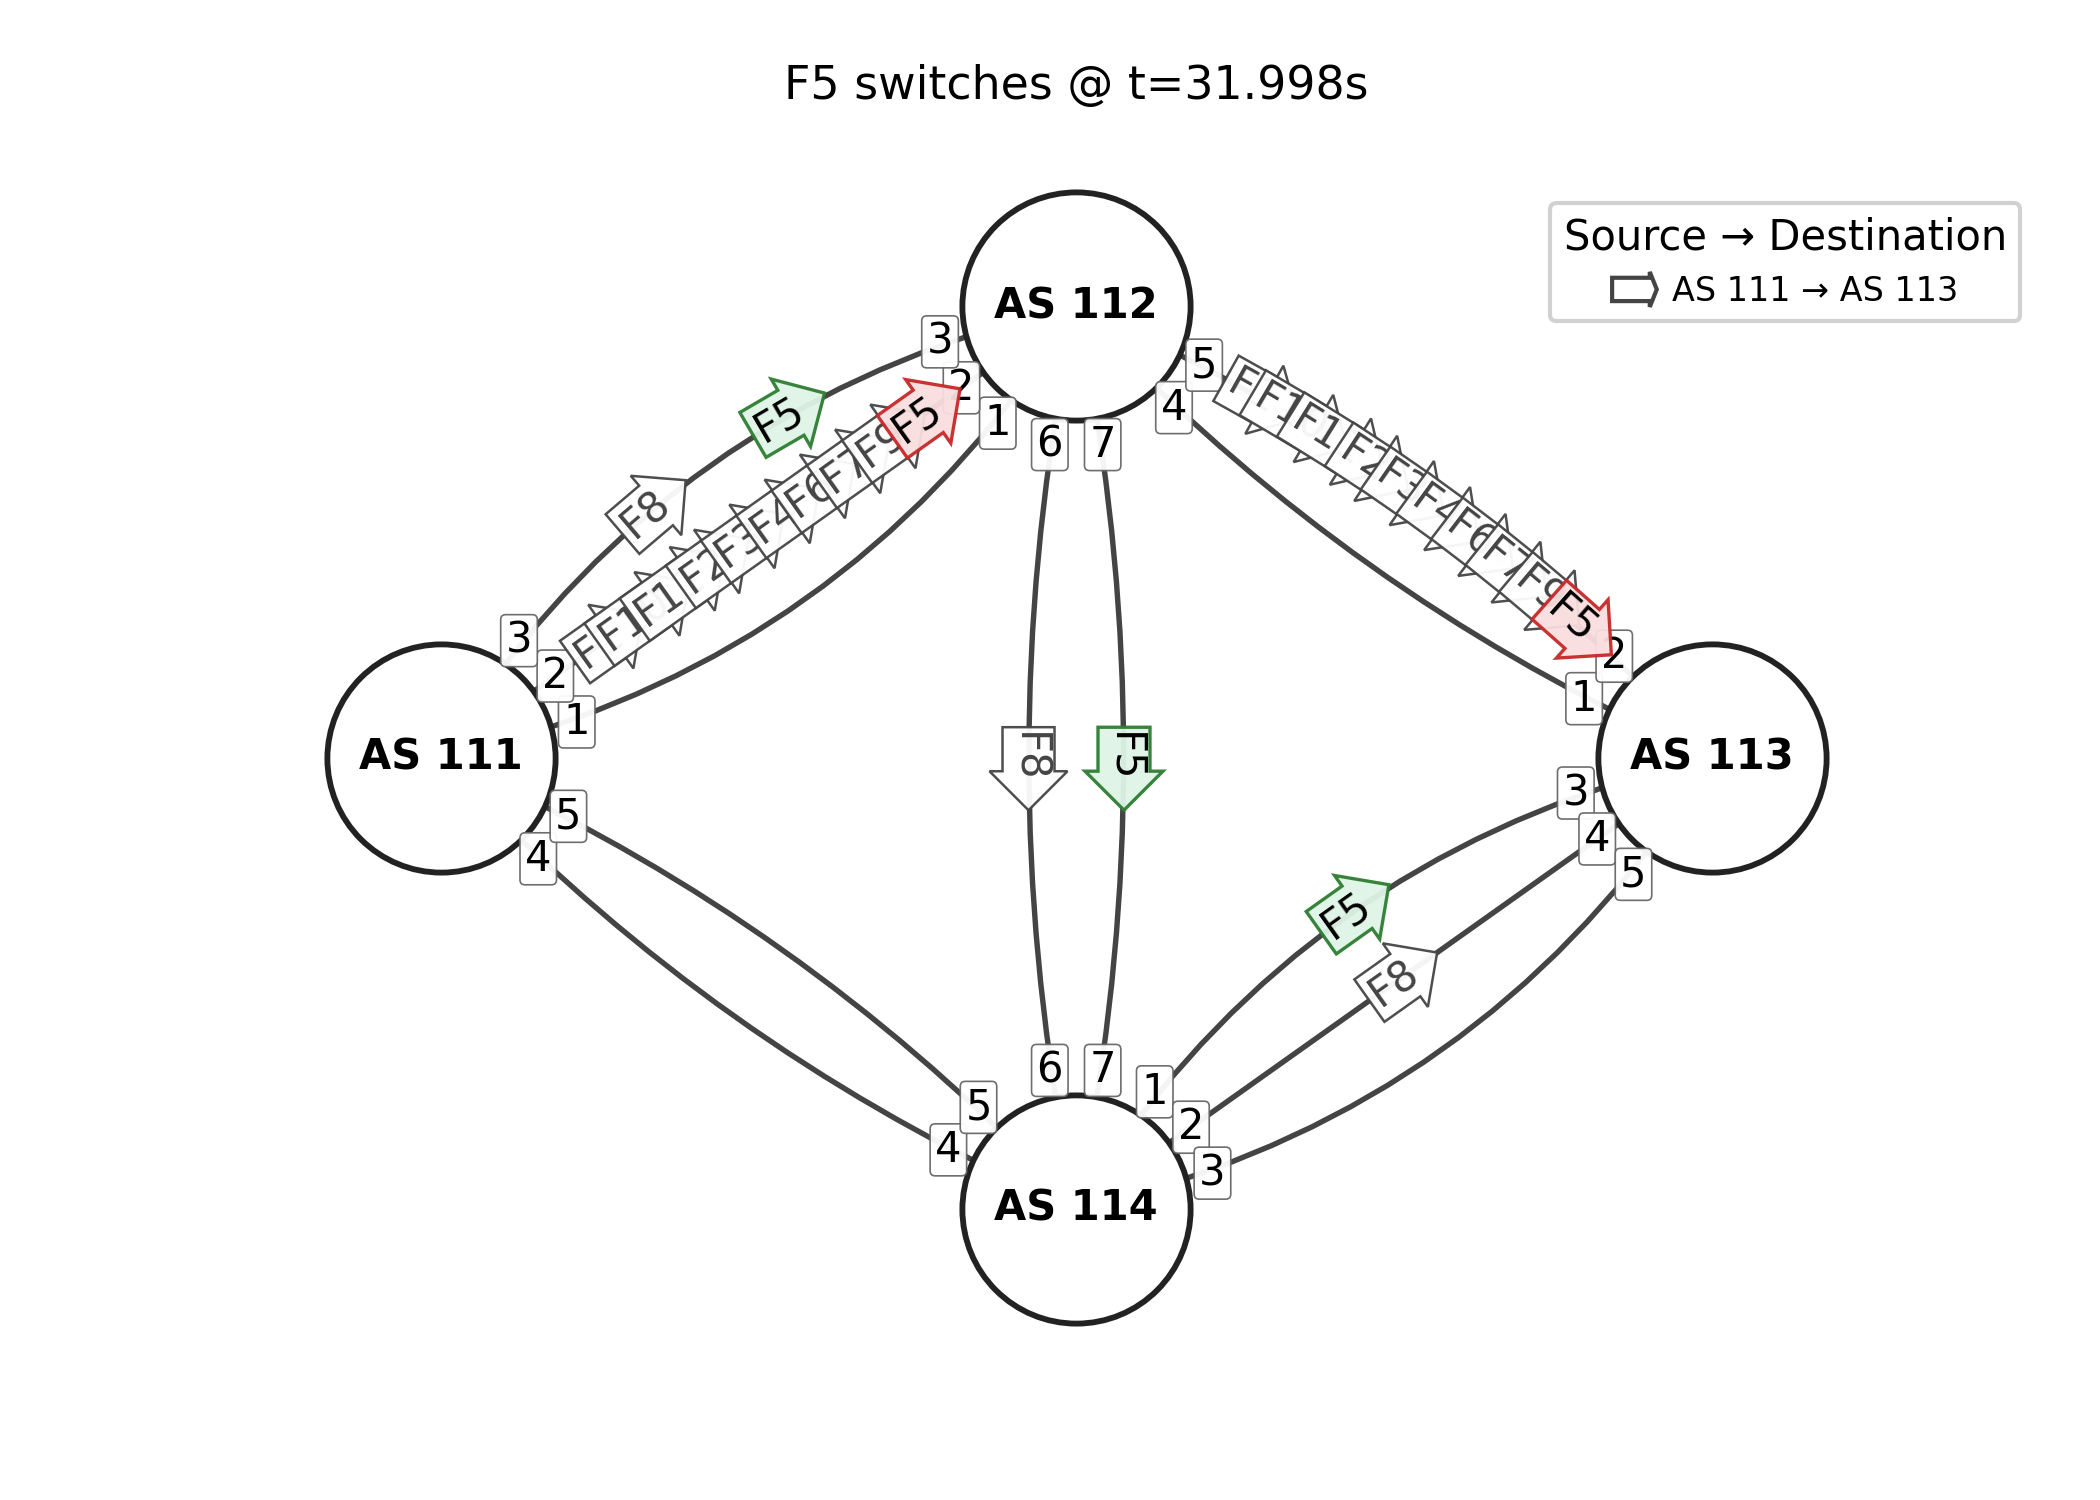 F5 switches @ t=31.998s
Source → Destination
AS 111 → AS 113
AS 112
3
2
1
6
7
4
5
F5
F8
F5
F9
F7
F6
F4
F3
F2
F1
F1
F1
F1
F2
F3
F4
F6
F7
F9
F5
3
2
1
AS 111
5
4
2
1
AS 113
3
4
5
F8
F5
F5
F8
6
7
1
2
3
5
4
AS 114